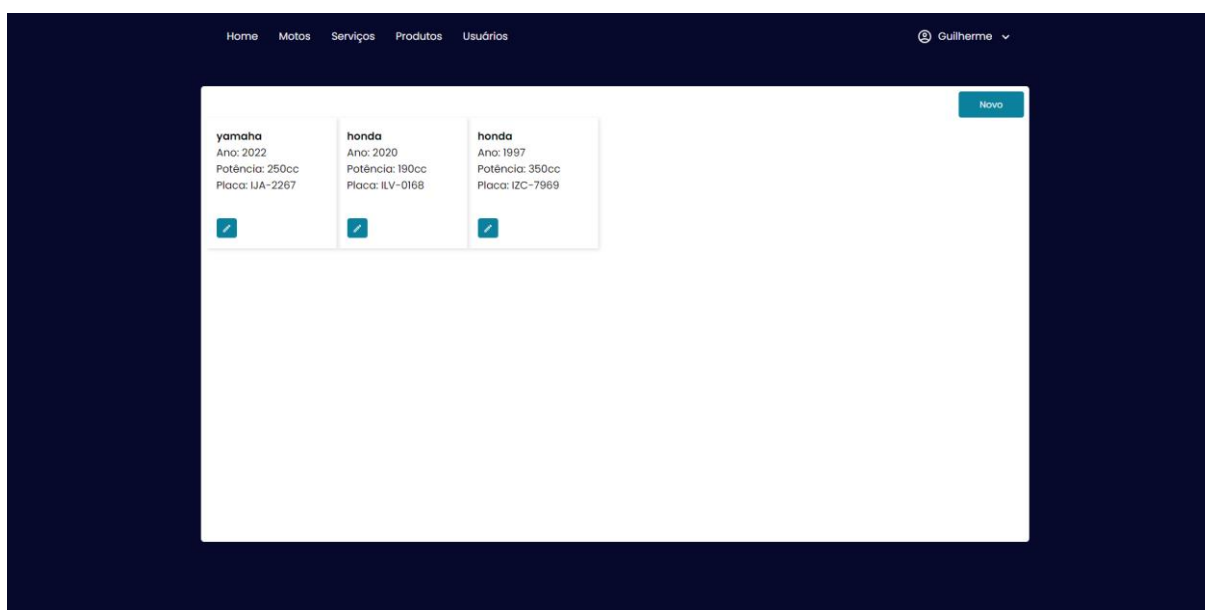 Home Motos Serviços Produtos Usuários Guilherme
Novo
yamaha
Ano: 2022
Potência: 250cc
Placa: IJA-2267
honda
Ano: 2020
Potência: 190cc
Placa: ILV-0168
honda
Ano: 1997
Potência: 350cc
Placa: IZC-7969